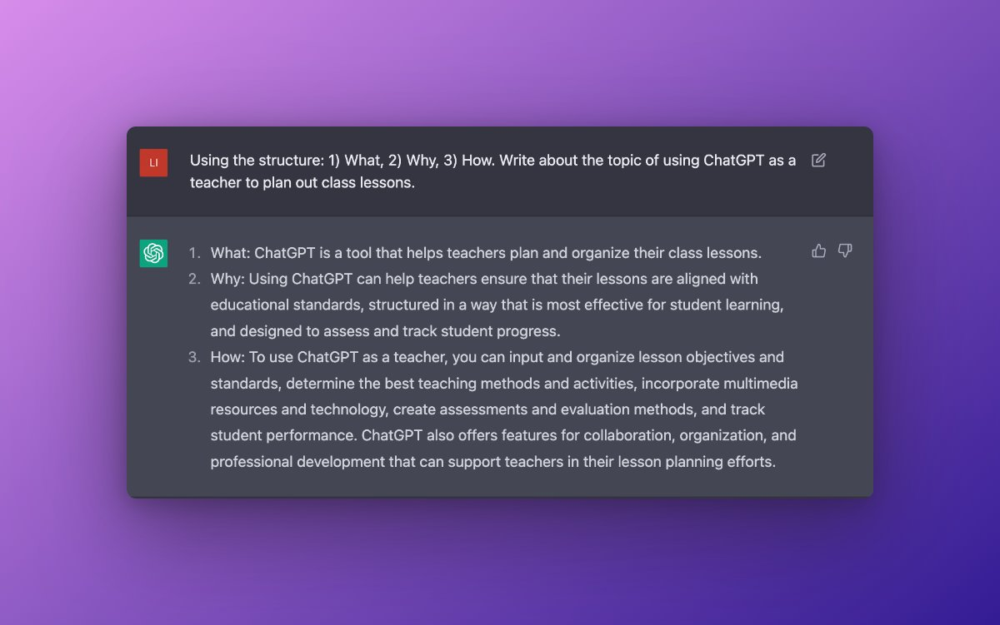 LI
Using the structure: 1) What, 2) Why, 3) How. Write about the topic of using ChatGPT as a
teacher to plan out class lessons.
1. What: ChatGPT is a tool that helps teachers plan and organize their class lessons.
2. Why: Using ChatGPT can help teachers ensure that their lessons are aligned with
educational standards, structured in a way that is most effective for student learning,
and designed to assess and track student progress.
3. How: To use ChatGPT as a teacher, you can input and organize lesson objectives and
standards, determine the best teaching methods and activities, incorporate multimedia
resources and technology, create assessments and evaluation methods, and track
student performance. ChatGPT also offers features for collaboration, organization, and
professional development that can support teachers in their lesson planning efforts.